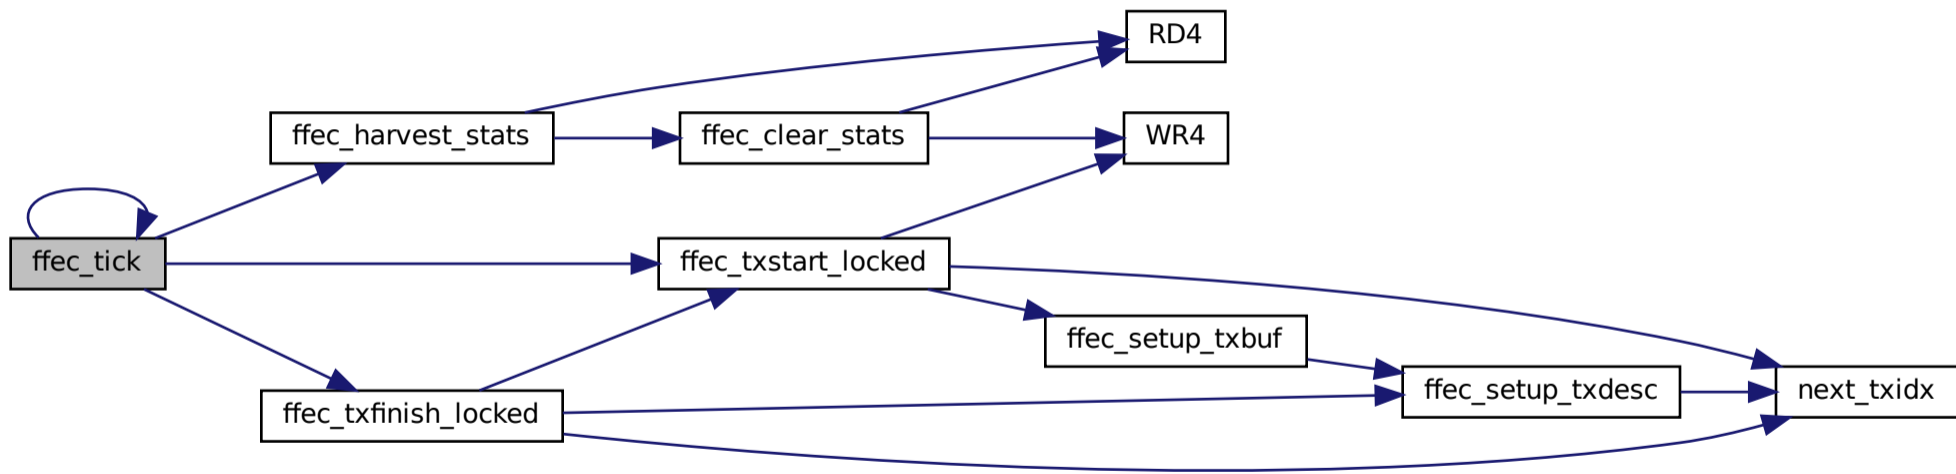 RD4
ffec_harvest_stats
ffec_clear_stats
WR4
ffec_tick
ffec_txstart_locked
ffec_setup_txbuf
ffec_txfinish_locked
ffec_setup_txdesc
next_txidx